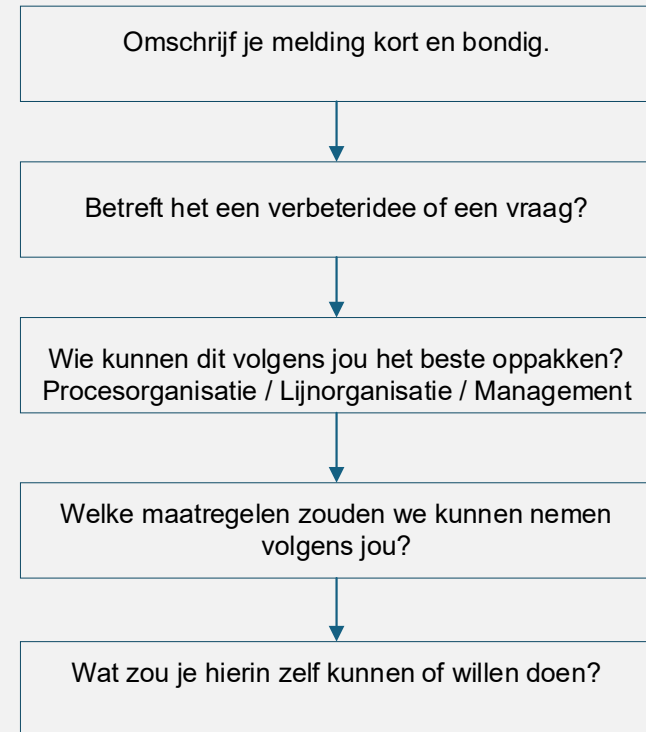 Omschrijf je melding kort en bondig.
Betreft het een verbeteridee of een vraag?
Wie kunnen dit volgens jou het beste oppakken?
Procesorganisatie / Lijnorganisatie / Management
Welke maatregelen zouden we kunnen nemen
volgens jou?
Wat zou je hierin zelf kunnen of willen doen?